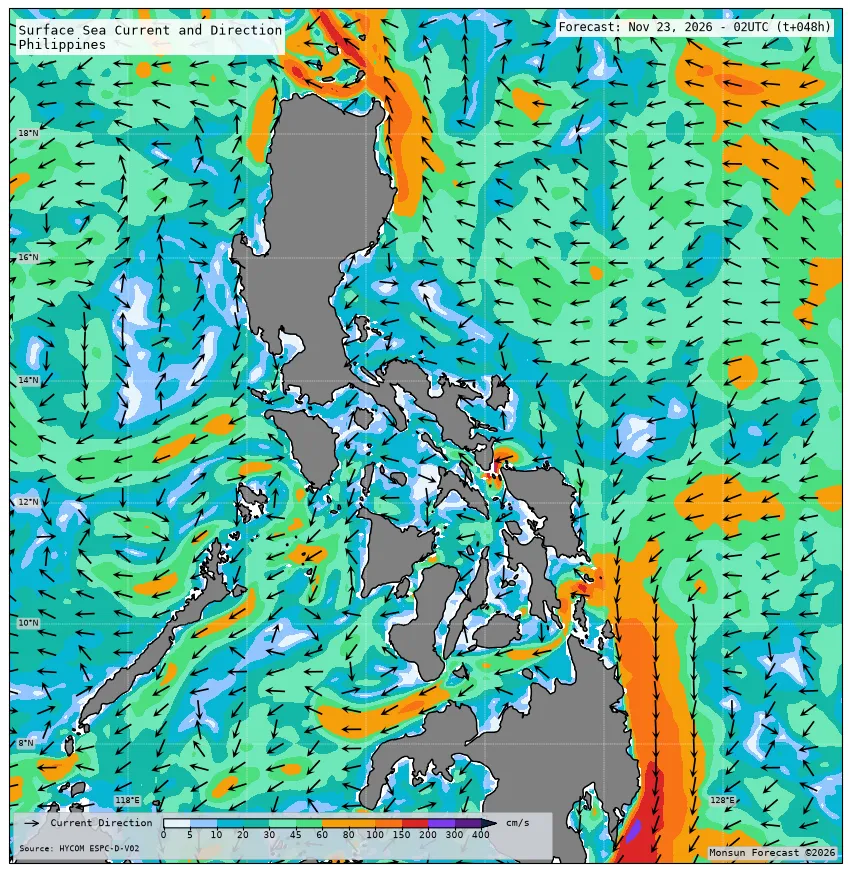 Surface Sea Current and Direction
Philippines
Forecast: Nov 23, 2026 - 02UTC (t+048h)
18°N
16°N
14°N
12°N
10°N
8°N
118°E
128°E
Current Direction
0 5 10 20 30 45 60 80 100 150 200 300 400
cm/s
Source: HYCOM ESPC-D-V02
Monsun Forecast ©2026